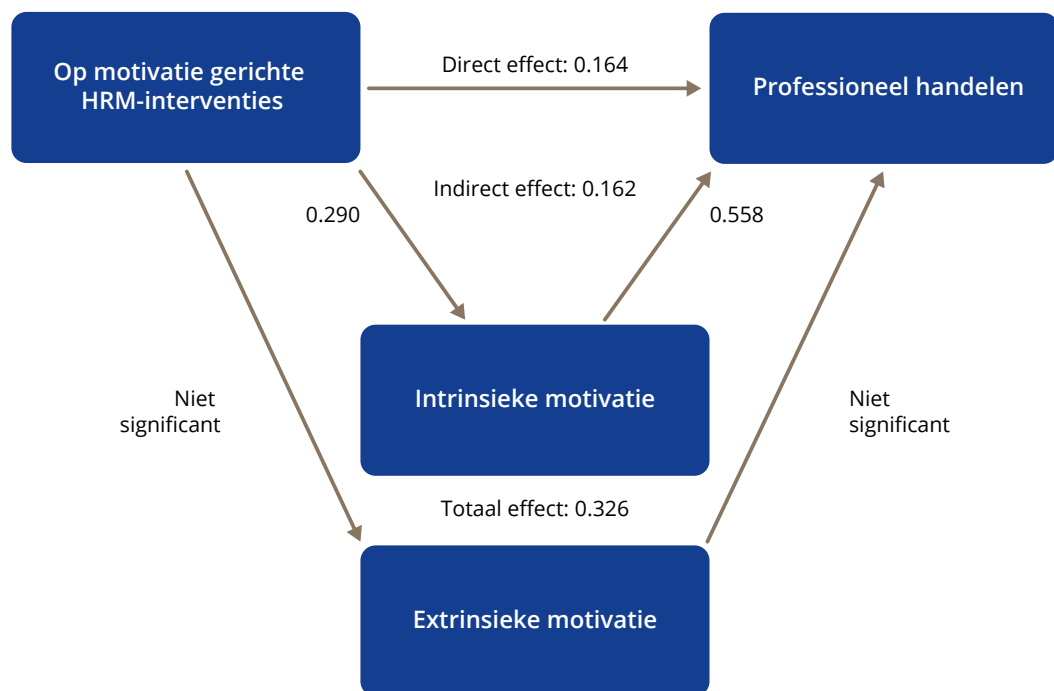 Op motivatie gerichte
HRM-interventies
Direct effect: 0.164
Professioneel handelen
Indirect effect: 0.162
0.290
0.558
Intrinsieke motivatie
Niet
significant
Niet
significant
Totaal effect: 0.326
Extrinsieke motivatie